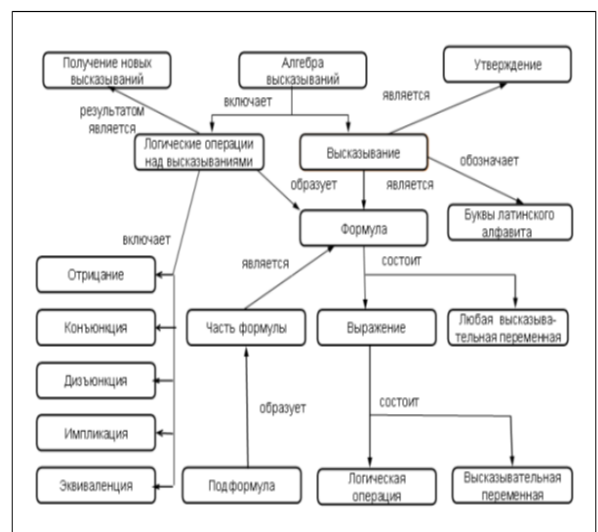 Получение новых
высказываний
Алгебра
высказываний
Утверждение
включает
является
результатом
является
Логические операции
над высказываниями
Высказывание
обозначает
образует
является
Буквы латинского
алфавита
Формула
включает
является
состоит
Отрицание
Конъюнкция
Часть формулы
Выражение
Любая высказыва-
тельная переменная
Дизъюнкция
образует
состоит
Импликация
Эквиваленция
Подформула
Логическая
операция
Высказывательная
переменная